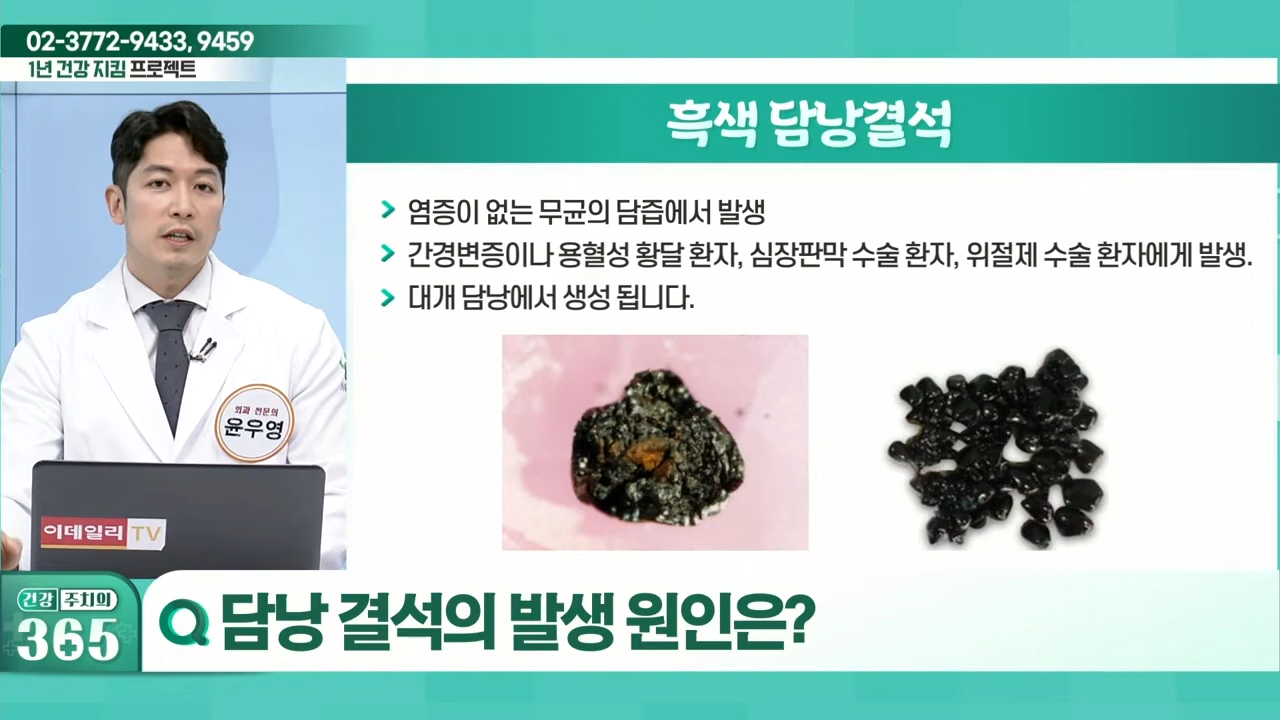 02-3772-9433, 9459
1년 건강 지킴 프로젝트
흑색 담낭결석
염증이 없는 무균의 담즙에서 발생
간경변증이나 용혈성 황달 환자, 심장판막 수술 환자, 위절제 수술 환자에게 발생.
대개 담낭에서 생성 됩니다.
외과 전문의
윤우영
이데일리 TV
건강 주치의
365
Q 담낭 결석의 발생 원인은?